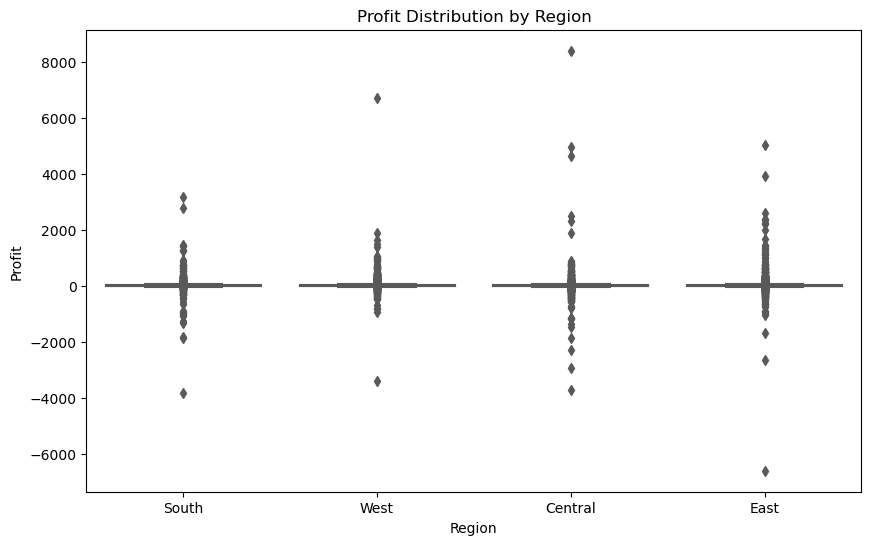 Profit Distribution by Region
Profit
8000
6000
4000
2000
0
−2000
−4000
−6000
South West Central East
Region